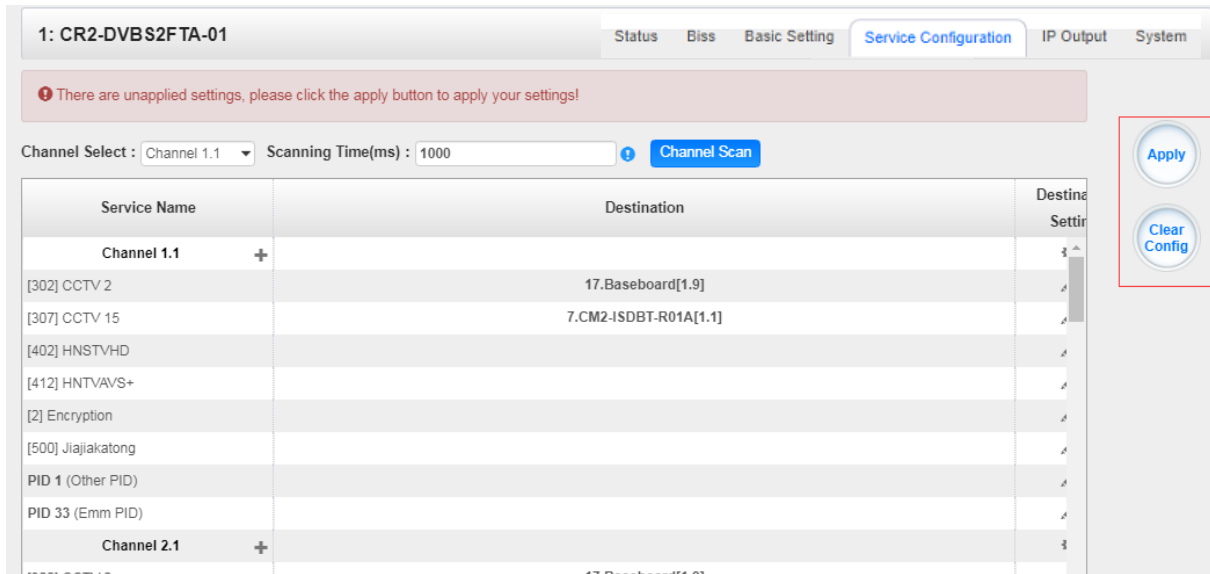 1: CR2-DVBS2FTA-01
Status Biss Basic Setting Service Configuration IP Output System
There are unapplied settings, please click the apply button to apply your settings!
Channel Select : Channel 1.1 Scanning Time(ms) : 1000 Channel Scan
Apply
Clear
Config
Service Name Destination Destina
Settin
Channel 1.1
[302] CCTV 2 17.Baseboard[1.9]
[307] CCTV 15 7.CM2-ISDBT-R01A[1.1]
[402] HNSTVHD
[412] HNTVAVS+
[2] Encryption
[500] Jiajiakatong
PID 1 (Other PID)
PID 33 (Emm PID)
Channel 2.1